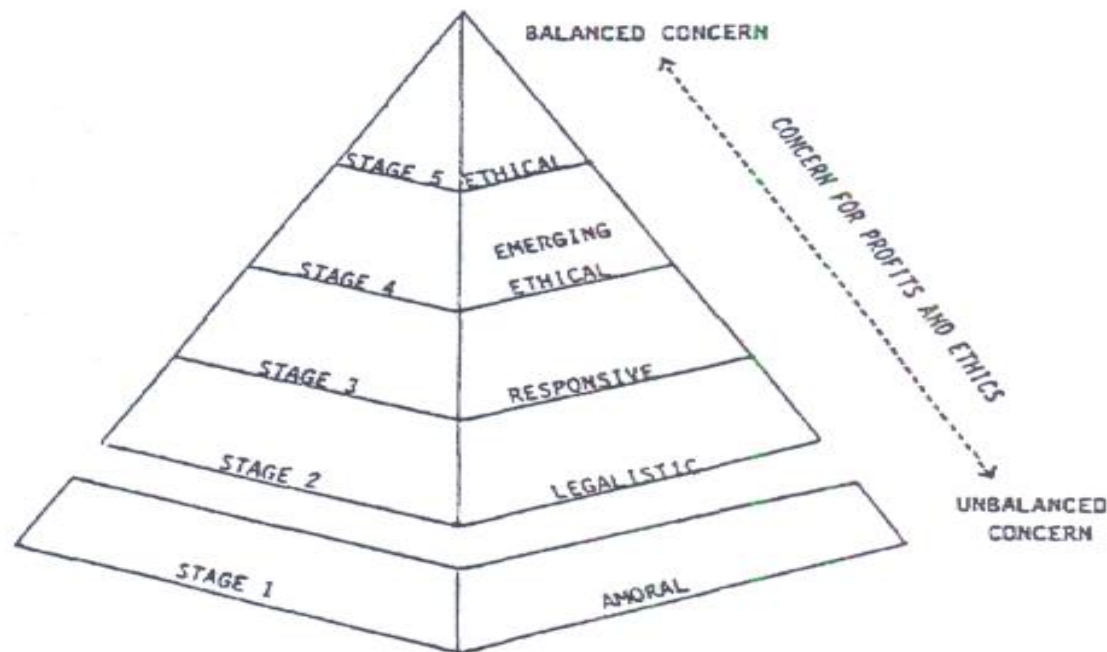 BALANCED CONCERN
CONCERN FOR PROFITS AND ETHICS
STAGE 5 ETHICAL
EMERGING
STAGE 4 ETHICAL
STAGE 3 RESPONSIVE
STAGE 2 LEGALISTIC
UNBALANCED
CONCERN
STAGE 1 AMORAL